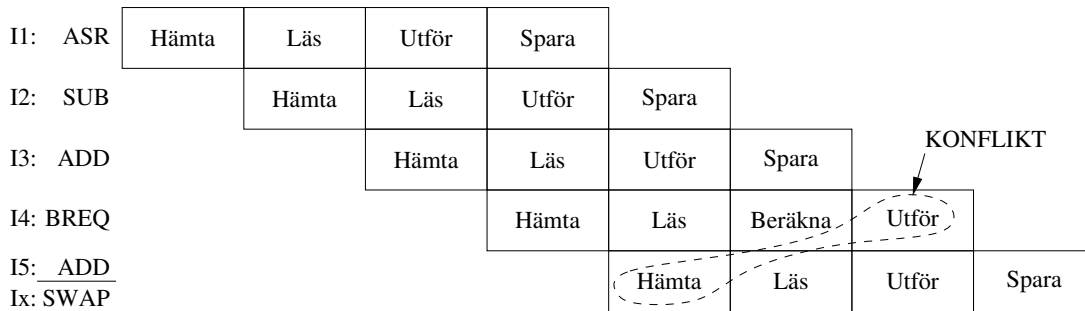 I1: ASR Hämta Läs Utför Spara
I2: SUB Hämta Läs Utför Spara
KONFLIKT
I3: ADD Hämta Läs Utför Spara
I4: BREQ Hämta Läs Beräkna Utför
I5: ADD Hämta Läs Utför Spara
Ix: SWAP